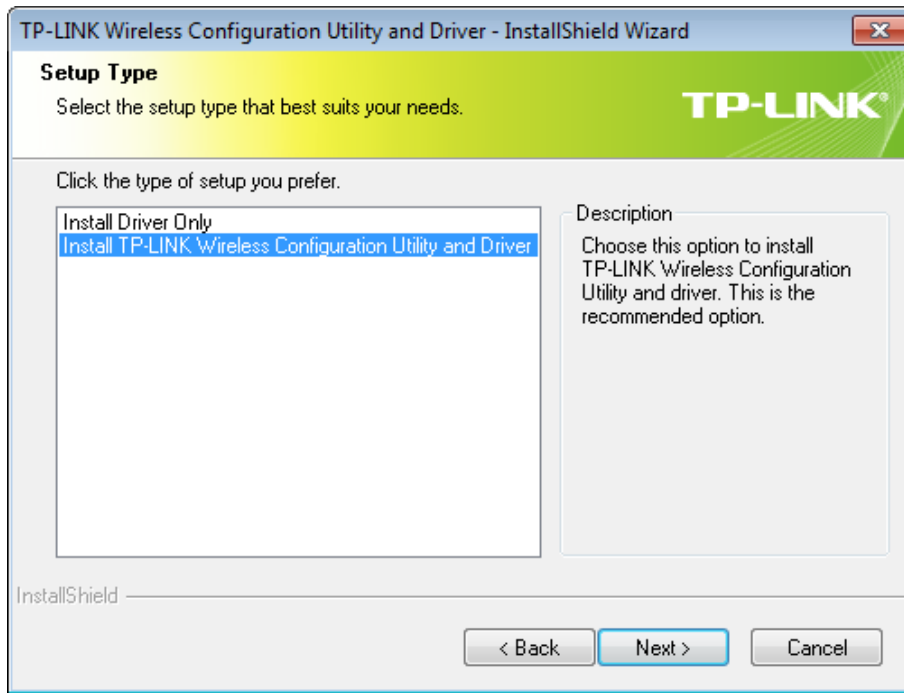 TP-LINK Wireless Configuration Utility and Driver - InstallShield Wizard
Setup Type
Select the setup type that best suits your needs.
TP-LINK®
Click the type of setup you prefer.
Install Driver Only
Install TP-LINK Wireless Configuration Utility and Driver
Description
Choose this option to install
TP-LINK Wireless Configuration
Utility and driver. This is the
recommended option.
InstallShield
< Back
Next >
Cancel